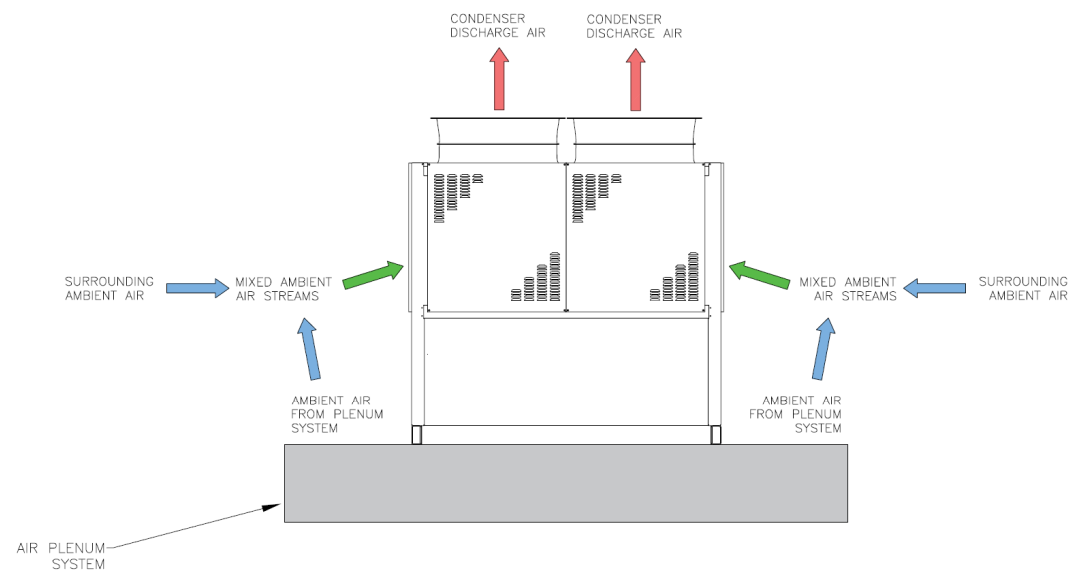 CONDENSER
DISCHARGE AIR
CONDENSER
DISCHARGE AIR
SURROUNDING
AMBIENT AIR
MIXED AMBIENT
AIR STREAMS
MIXED AMBIENT
AIR STREAMS
SURROUNDING
AMBIENT AIR
AMBIENT AIR
FROM PLENUM
SYSTEM
AMBIENT AIR
FROM PLENUM
SYSTEM
AIR PLENUM
SYSTEM